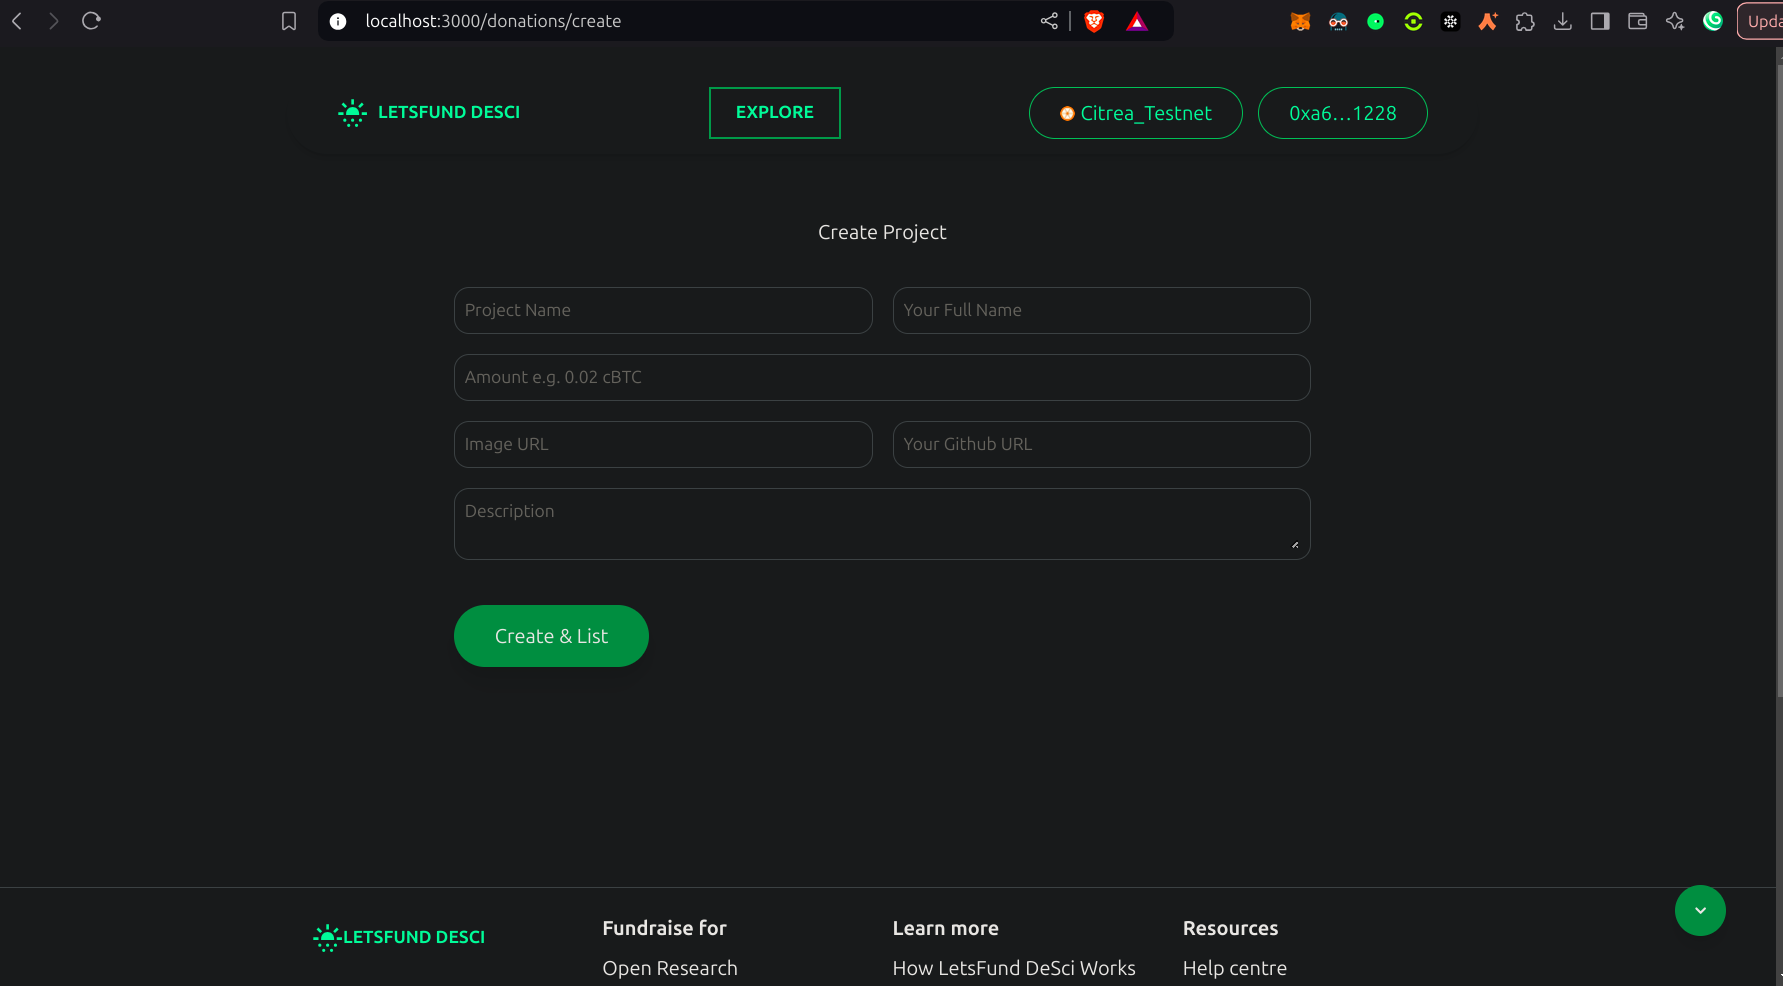 localhost:3000/donations/create
Upda
LETSFUND DESCI
EXPLORE
Citrea_Testnet
0xa6...1228
Create Project
Project Name
Your Full Name
Amount e.g. 0.02 cBTC
Image URL
Your Github URL
Description
Create & List
LETSFUND DESCI
Fundraise for
Learn more
Resources
Open Research
How LetsFund DeSci Works
Help centre